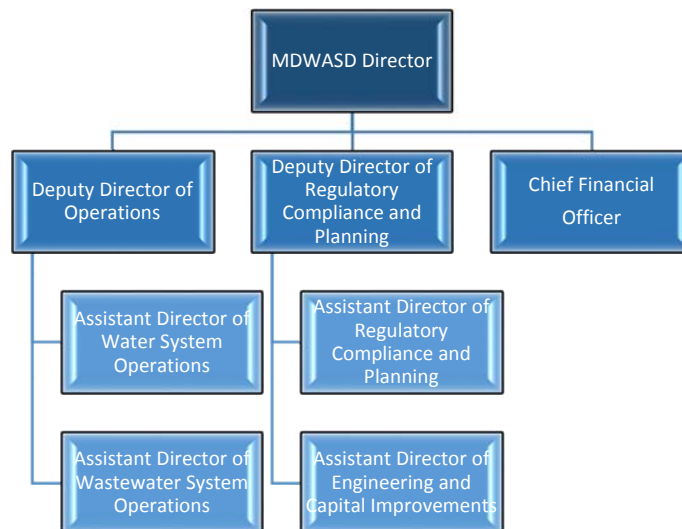 MDWASD Director
Deputy Director of
Operations
Deputy Director of
Regulatory
Compliance and
Planning
Chief Financial
Officer
Assistant Director of
Water System
Operations
Assistant Director of
Regulatory
Compliance and
Planning
Assistant Director of
Wastewater System
Operations
Assistant Director of
Engineering and
Capital Improvements